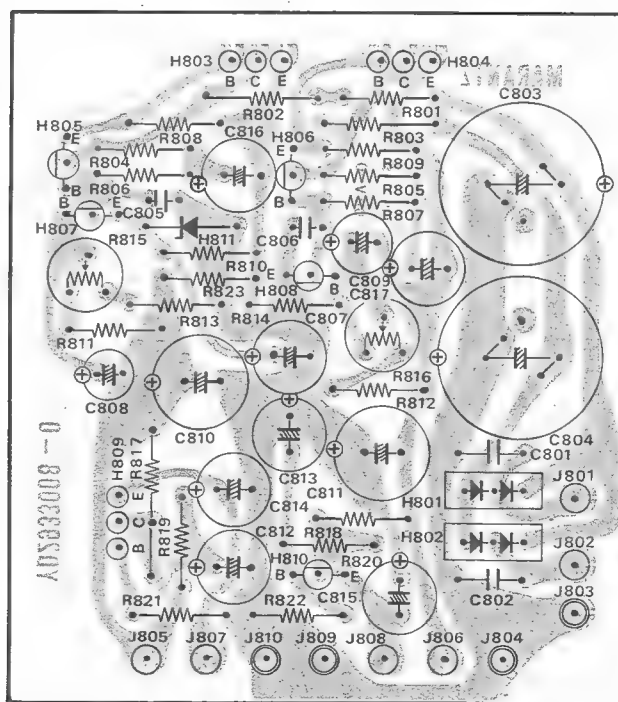 H803 B C E
B C E H804
MARANTZ
R802 R801 C803
H805 E
R808 C816 H806 R803
E
R804 R809
R806 R805
B B R807
B E C805
H807
R815 H811 C806
R810 C809
E H808 B C817
R823
R813 R814 C807
R811
R816
R812
C808
C810
C804
C801
H809 R817 C813 J801
C811 H801
E C814
C
B R819 C812 R818 H802 J802
H810 R820
B E
C815 C802
J803
R821 R822
J805 J807 J810 J809 J808 J806 J804
YU2933008-0